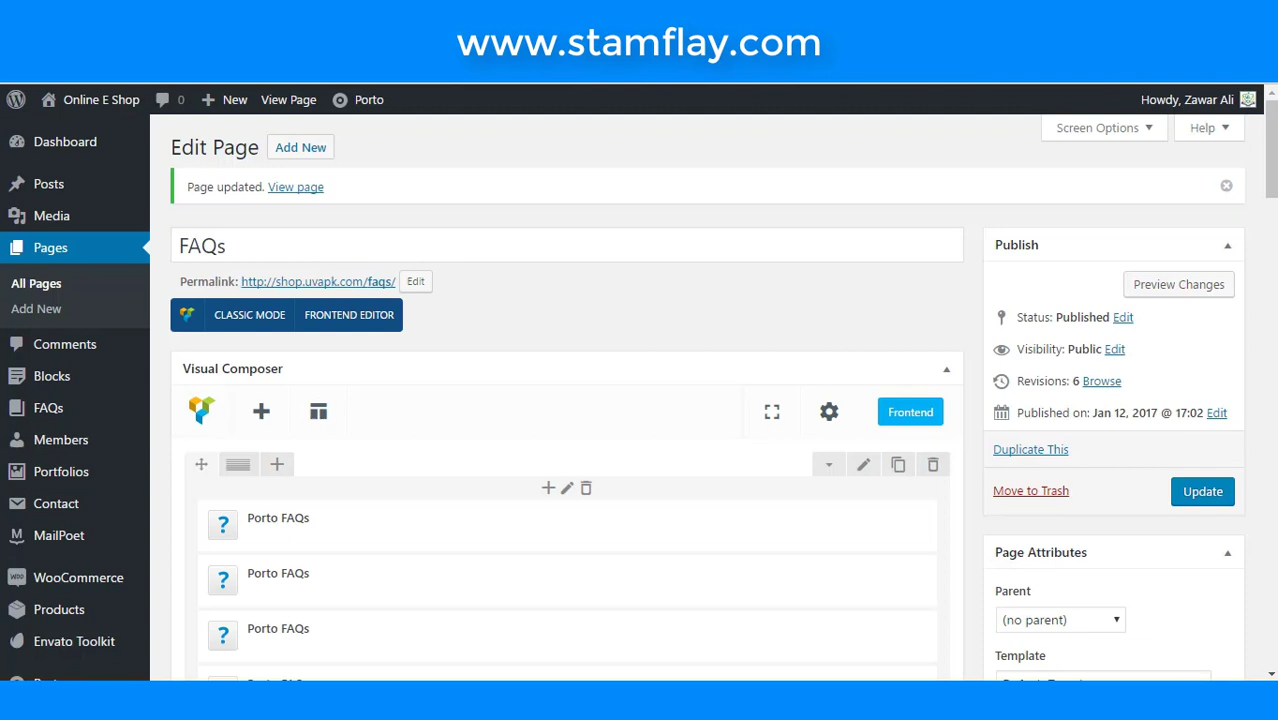 www.stamflay.com
Online E Shop 0 New View Page Porto Howdy, Zawar Ali
Screen Options Help
Dashboard
Posts
Media
Pages
All Pages
Add New
Comments
Blocks
FAQs
Members
Portfolios
Contact
MailPoet
WooCommerce
Products
Envato Toolkit
Edit Page Add New
Page updated. View page
FAQs
Permalink: http://shop.uvapk.com/faqs/ Edit
CLASSIC MODE FRONTEND EDITOR
Visual Composer
Frontend
? Porto FAQs
? Porto FAQs
? Porto FAQs
Publish
Preview Changes
Status: Published Edit
Visibility: Public Edit
Revisions: 6 Browse
Published on: Jan 12, 2017 @ 17:02 Edit
Duplicate This
Move to Trash Update
Page Attributes
Parent
(no parent)
Template